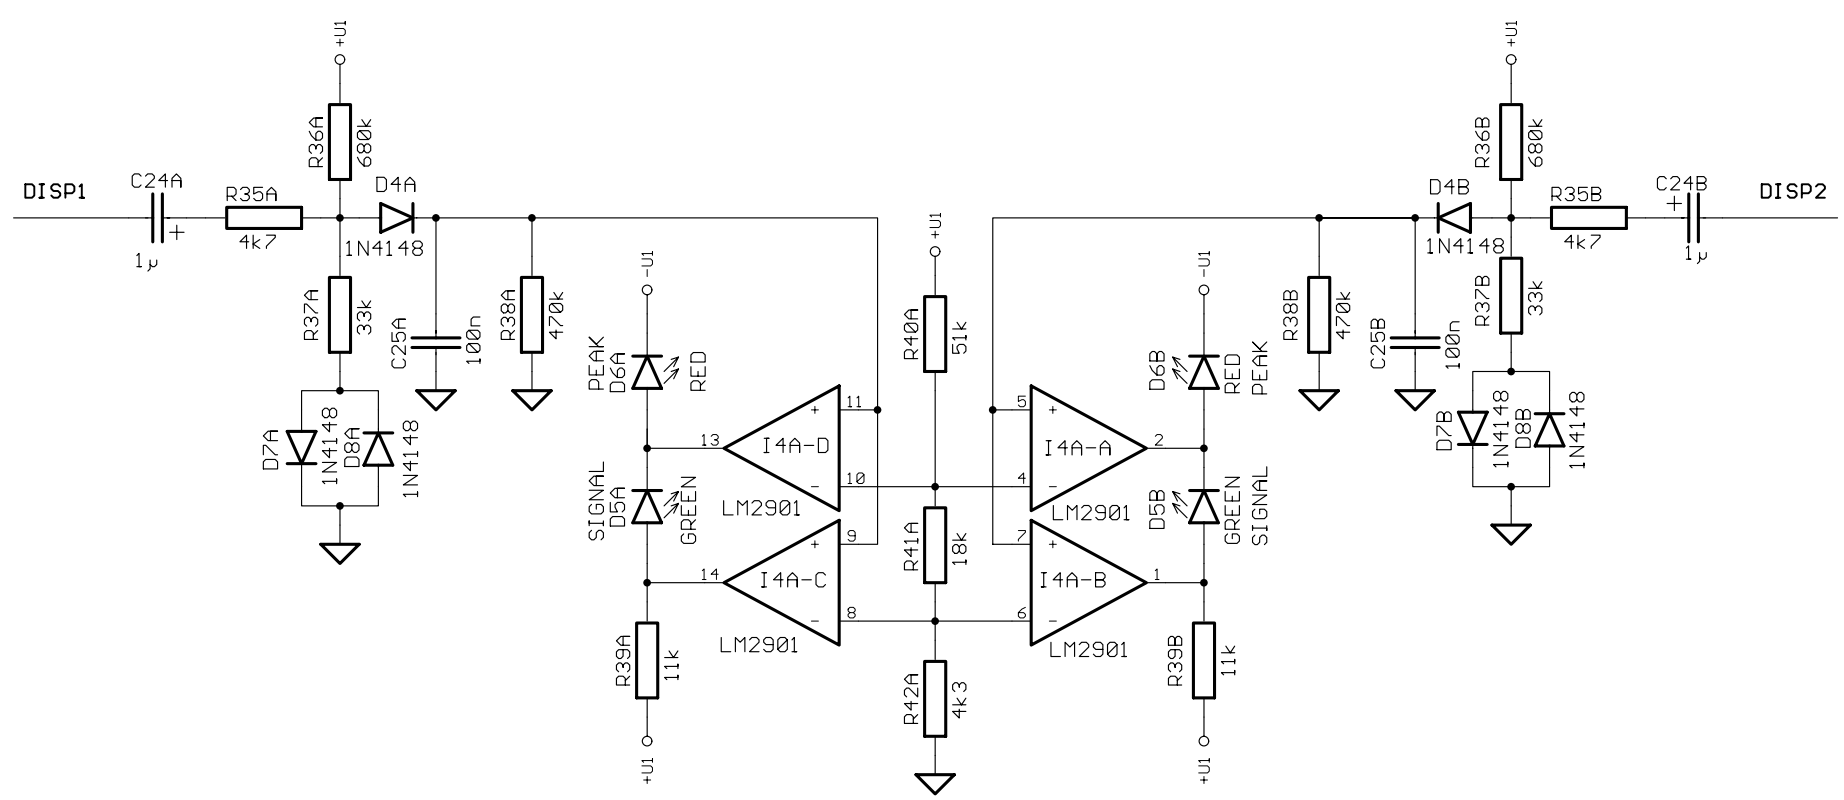 DISP1
C24A
+
1µ
R35A
4k7
+U1
R36A
680k
D4A
1N4148
R37A
33k
D7A
1N4148
D8A
1N4148
C25A
100n
R38A
470k
-U1
PEAK
D6A
RED
SIGNAL
D5A
GREEN
R39A
11k
+U1
13
I4A-D
LM2901
11
+
10
-
14
I4A-C
LM2901
9
+
8
-
+U1
R40A
51k
R41A
18k
R42A
4k3
5
+
4
-
I4A-A
LM2901
2
7
+
6
-
I4A-B
LM2901
1
-U1
D6B
RED
PEAK
D5B
GREEN
SIGNAL
R39B
11k
+U1
R38B
470k
C25B
100n
D4B
1N4148
+U1
R36B
680k
R37B
33k
D7B
1N4148
D8B
1N4148
R35B
4k7
C24B
+
1µ
DISP2